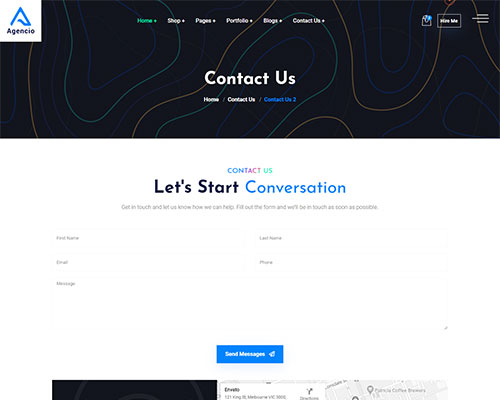 Agencio
Home + Shop + Pages + Portfolio + Blogs + Contact Us +
Hire Me
Contact Us
Home / Contact Us / Contact Us 2
CONTACT US
Let's Start Conversation
Get in touch and let us know how we can help. Fill out the form and we'll be in touch as soon as possible.
First Name
Last Name
Email
Phone
Message
Send Messages
Envato
121 King St, Melbourne VIC 3000,
Directions
Patricia Coffee Brewers